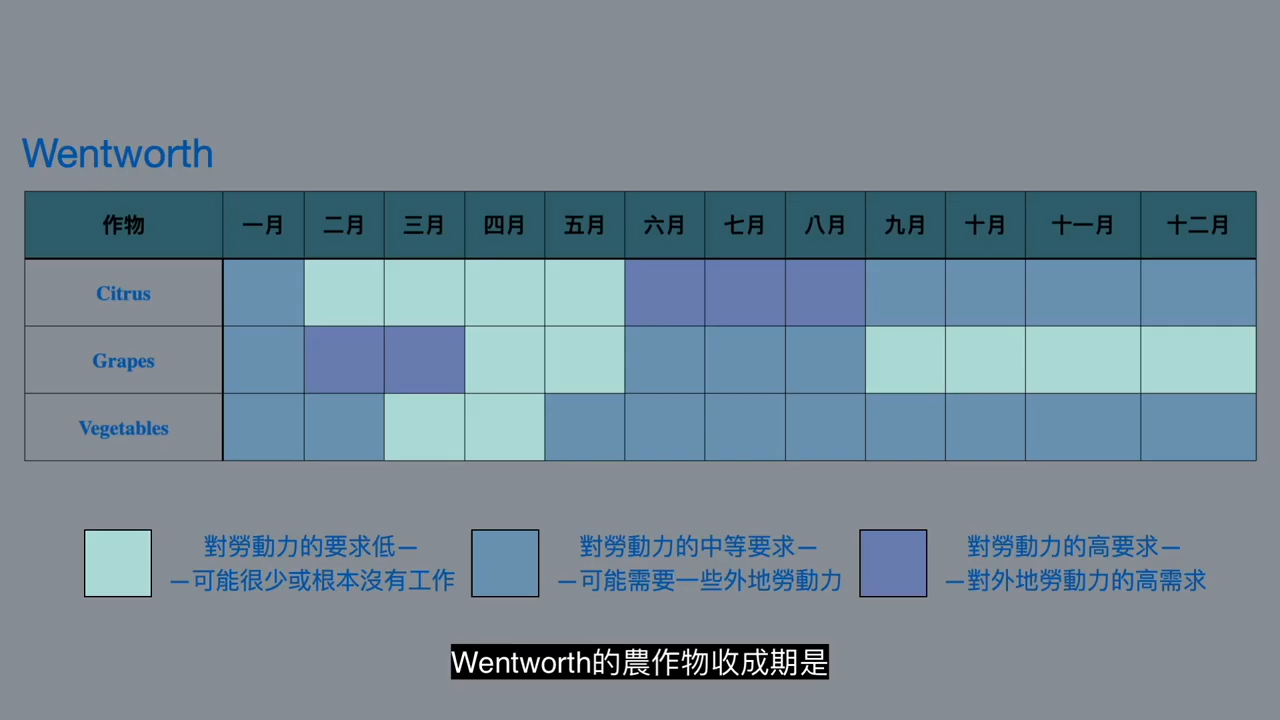 Wentworth
作物 一月 二月 三月 四月 五月 六月 七月 八月 九月 十月 十一月 十二月
Citrus
Grapes
Vegetables
對勞動力的要求低—
—可能很少或根本沒有工作
對勞動力的中等要求—
—可能需要一些外地勞動力
對勞動力的高要求—
—對外地勞動力的高需求
Wentworth的農作物收成期是